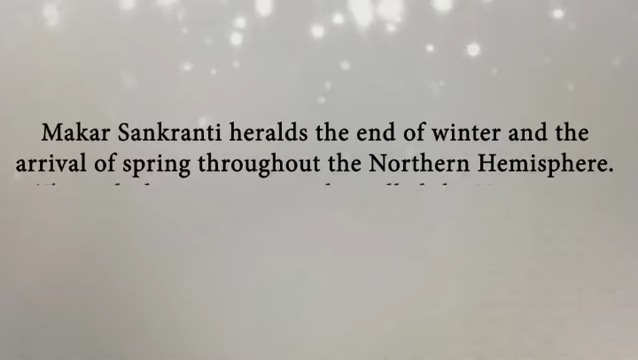 Makar Sankranti heralds the end of winter and the
arrival of spring throughout the Northern Hemisphere.